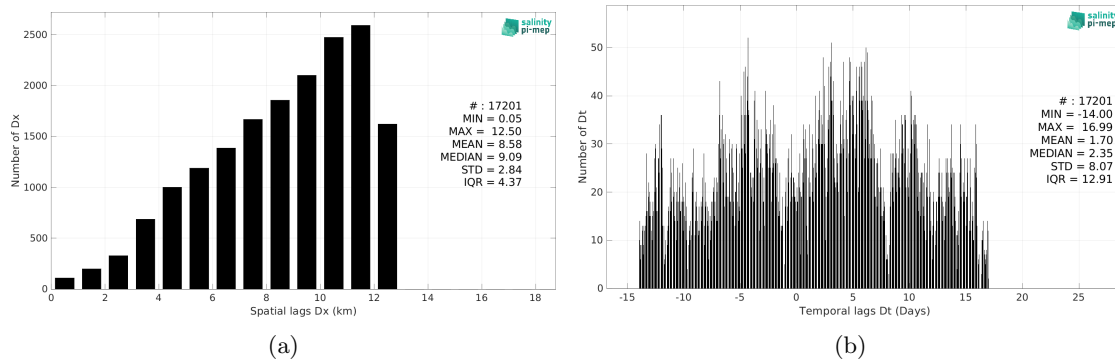 2500
2000
1500
1000
500
0
Number of Dx
0 2 4 6 8 10 12 14 16 18
Spatial lags Dx (km)
salinity
pi-mep
# : 17201
MIN = 0.05
MAX = 12.50
MEAN = 8.58
MEDIAN = 9.09
STD = 2.84
IQR = 4.37
(a)
50
40
30
20
10
0
Number of Dt
-15 -10 -5 0 5 10 15 20 25
Temporal lags Dt (Days)
salinity
pi-mep
# : 17201
MIN = -14.00
MAX = 16.99
MEAN = 1.70
MEDIAN = 2.35
STD = 8.07
IQR = 12.91
(b)